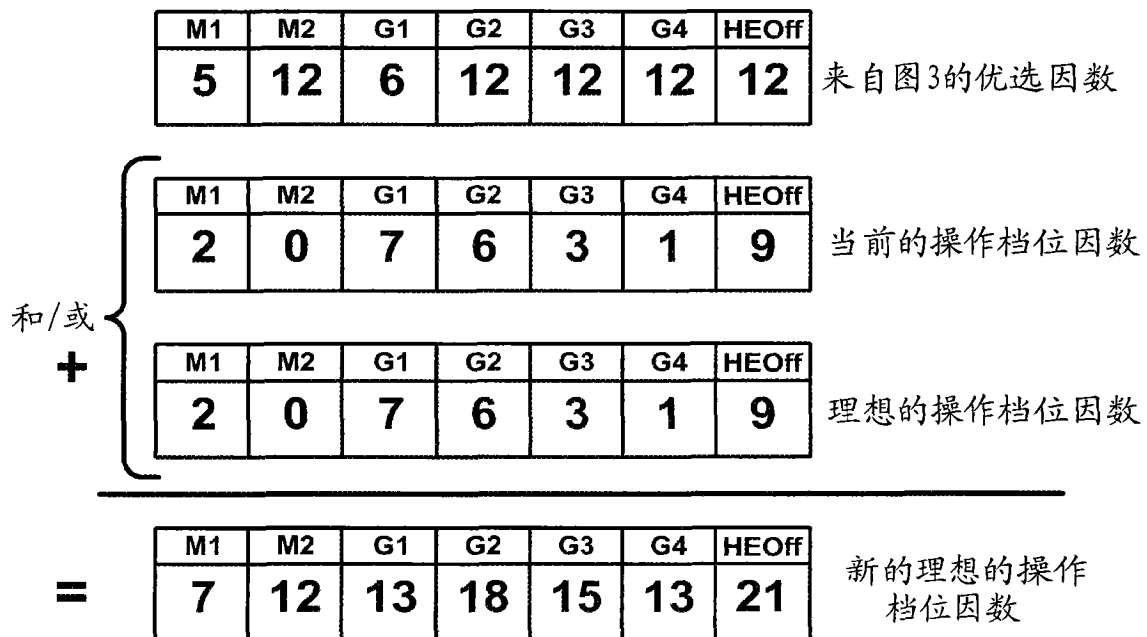 M1 M2 G1 G2 G3 G4 HEOff
5 12 6 12 12 12 12 来自图3的优选因数
M1 M2 G1 G2 G3 G4 HEOff
2 0 7 6 3 1 9 当前的操作档位因数
和/或
+
M1 M2 G1 G2 G3 G4 HEOff
2 0 7 6 3 1 9 理想的操作档位因数
M1 M2 G1 G2 G3 G4 HEOff
= 7 12 13 18 15 13 21 新的理想的操作
档位因数